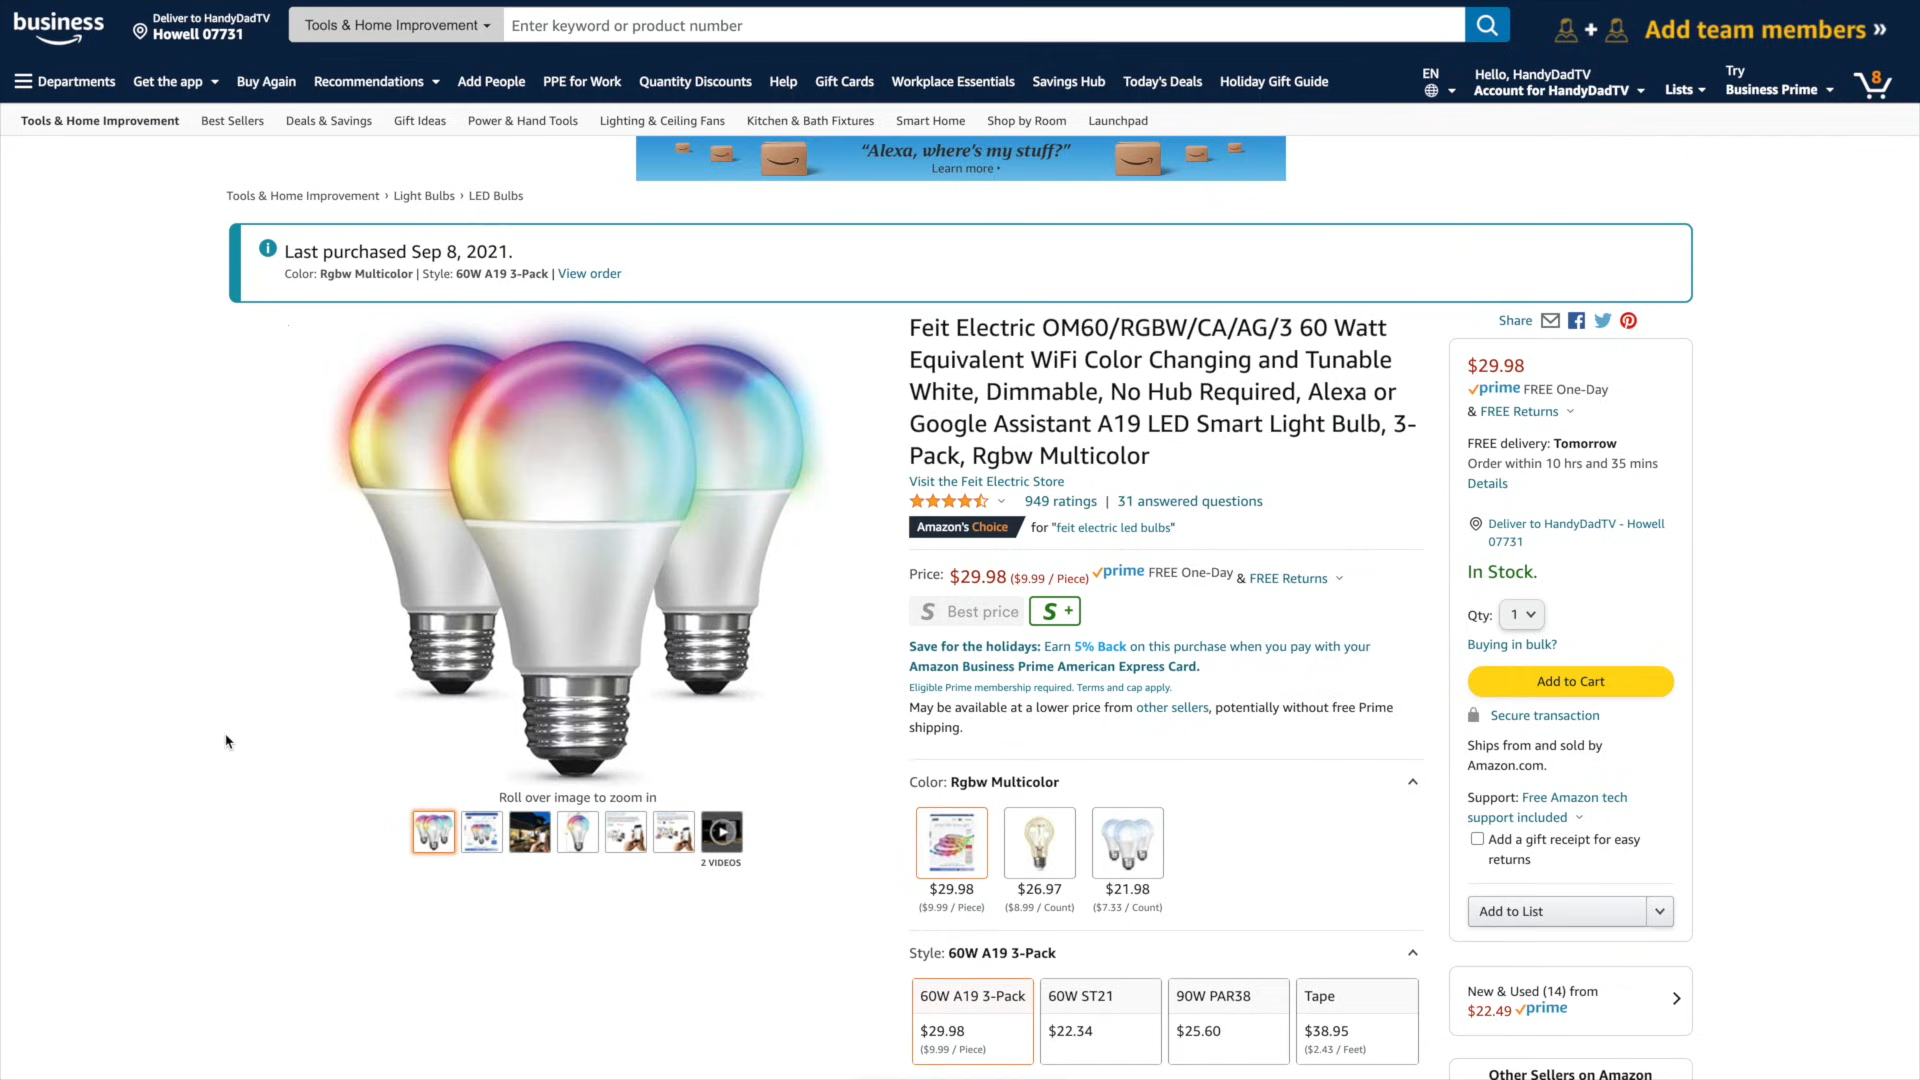 business
Deliver to HandyDadTV
Howell 07731
Tools & Home Improvement
Enter keyword or product number
+
Add team members »
Departments
Get the app
Buy Again
Recommendations
Add People
PPE for Work
Quantity Discounts
Help
Gift Cards
Workplace Essentials
Savings Hub
Today's Deals
Holiday Gift Guide
EN
Hello, HandyDadTV
Account for HandyDadTV
Lists
Try
Business Prime
8
Tools & Home Improvement
Best Sellers
Deals & Savings
Gift Ideas
Power & Hand Tools
Lighting & Ceiling Fans
Kitchen & Bath Fixtures
Smart Home
Shop by Room
Launchpad
“Alexa, where's my stuff?”
Learn more
Tools & Home Improvement › Light Bulbs › LED Bulbs
Last purchased Sep 8, 2021.
Color: Rgbw Multicolor | Style: 60W A19 3-Pack | View order
Roll over image to zoom in
2 VIDEOS
Feit Electric OM60/RGBW/CA/AG/3 60 Watt
Equivalent WiFi Color Changing and Tunable
White, Dimmable, No Hub Required, Alexa or
Google Assistant A19 LED Smart Light Bulb, 3-
Pack, Rgbw Multicolor
Visit the Feit Electric Store
949 ratings | 31 answered questions
Amazon's Choice for "feit electric led bulbs"
Price: $29.98 ($9.99 / Piece) prime FREE One-Day & FREE Returns
S Best price S +
Save for the holidays: Earn 5% Back on this purchase when you pay with your
Amazon Business Prime American Express Card.
Eligible Prime membership required. Terms and cap apply.
May be available at a lower price from other sellers, potentially without free Prime
shipping.
Color: Rgbw Multicolor
$29.98
($9.99 / Piece)
$26.97
($8.99 / Count)
$21.98
($7.33 / Count)
Style: 60W A19 3-Pack
60W A19 3-Pack
$29.98
($9.99 / Piece)
60W ST21
$22.34
90W PAR38
$25.60
Tape
$38.95
($2.43 / Feet)
Share
$29.98
prime FREE One-Day
& FREE Returns
FREE delivery: Tomorrow
Order within 10 hrs and 35 mins
Details
Deliver to HandyDadTV - Howell
07731
In Stock.
Qty: 1
Buying in bulk?
Add to Cart
Secure transaction
Ships from and sold by
Amazon.com.
Support: Free Amazon tech
support included
Add a gift receipt for easy
returns
Add to List
New & Used (14) from
$22.49 prime
Other Sellers on Amazon